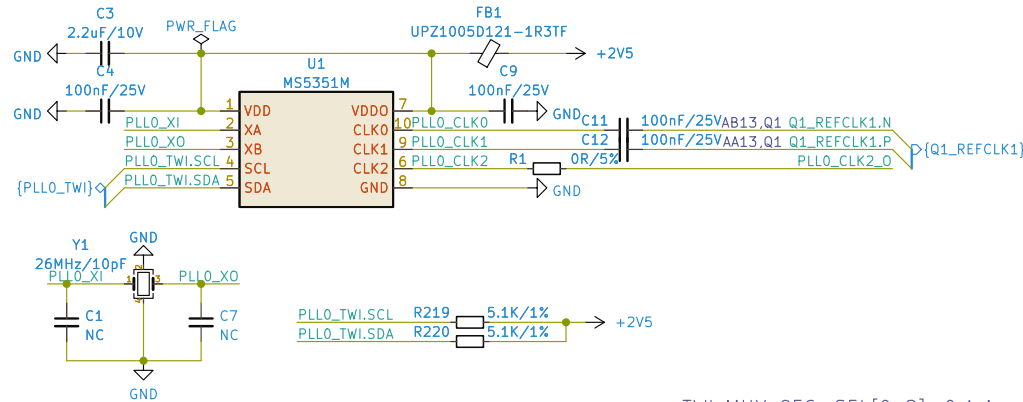 C3
2.2uF/10V
PWR_FLAG
FB1
UPZ1005D121-1R3TF
GND
+2V5
C4
100nF/25V
U1
MS5351M
C9
100nF/25V
GND
1 VDD
VDDO 7
GND
PLL0_XI 2 XA
CLK0 10 PLL0_CLK0
C11 100nF/25V
AB13,Q1 Q1_REFCLK1.N
PLL0_XO 3 XB
CLK1 9 PLL0_CLK1
C12 100nF/25V
AA13,Q1 Q1_REFCLK1.P
{Q1_REFCLK1}
PLL0_TWI.SCL 4 SCL
CLK2 6 PLL0_CLK2
R1 0R/5%
PLL0_CLK2_O
{PLL0_TWI}
PLL0_TWI.SDA 5 SDA
GND 8
GND
Y1
26MHz/10pF
GND
PLL0_XI
1
2
3
4
PLL0_XO
C1
NC
C7
NC
GND
PLL0_TWI.SCL R219 5.1K/1%
+2V5
PLL0_TWI.SDA R220 5.1K/1%